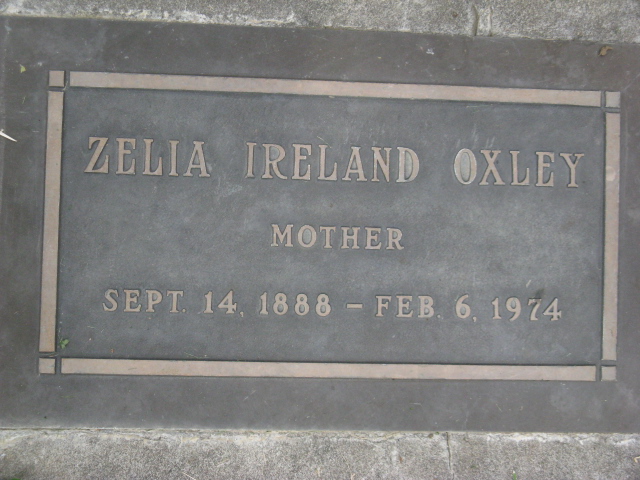 ZELIA IRELAND OXLEY
MOTHER
SEPT. 14, 1888 – FEB. 6, 1974